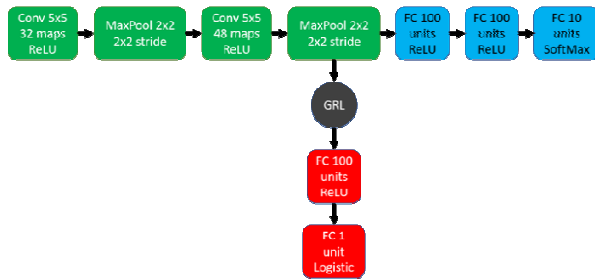 Conv 5x5
32 maps
ReLU
MaxPool 2x2
2x2 stride
Conv 5x5
48 maps
ReLU
MaxPool 2x2
2x2 stride
FC 100
units
ReLU
FC 100
units
ReLU
FC 10
units
SoftMax
GRL
FC 100
units
ReLU
FC 1
unit
Logistic